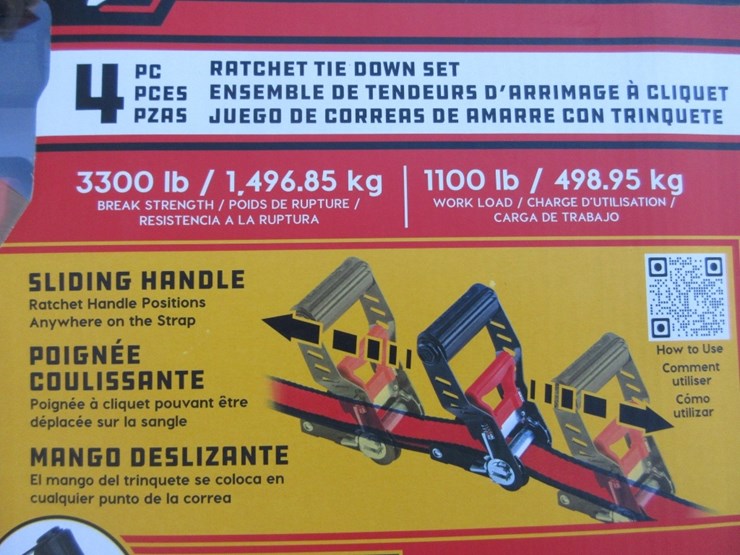 4 PC PCES PZAS
RATCHET TIE DOWN SET
ENSEMBLE DE TENDEURS D'ARRIMAGE À CLIQUET
JUEGO DE CORREAS DE AMARRE CON TRINQUETE
3300 lb / 1,496.85 kg
BREAK STRENGTH / POIDS DE RUPTURE /
RESISTENCIA A LA RUPTURA
1100 lb / 498.95 kg
WORK LOAD / CHARGE D'UTILISATION /
CARGA DE TRABAJO
SLIDING HANDLE
Ratchet Handle Positions
Anywhere on the Strap
POIGNÉE
COULISSANTE
Poignée à cliquet pouvant être
déplacée sur la sangle
MANGO DESLIZANTE
El mango del trinquete se coloca en
cualquier punto de la correa
How to Use
Comment
utiliser
Cómo
utilizar